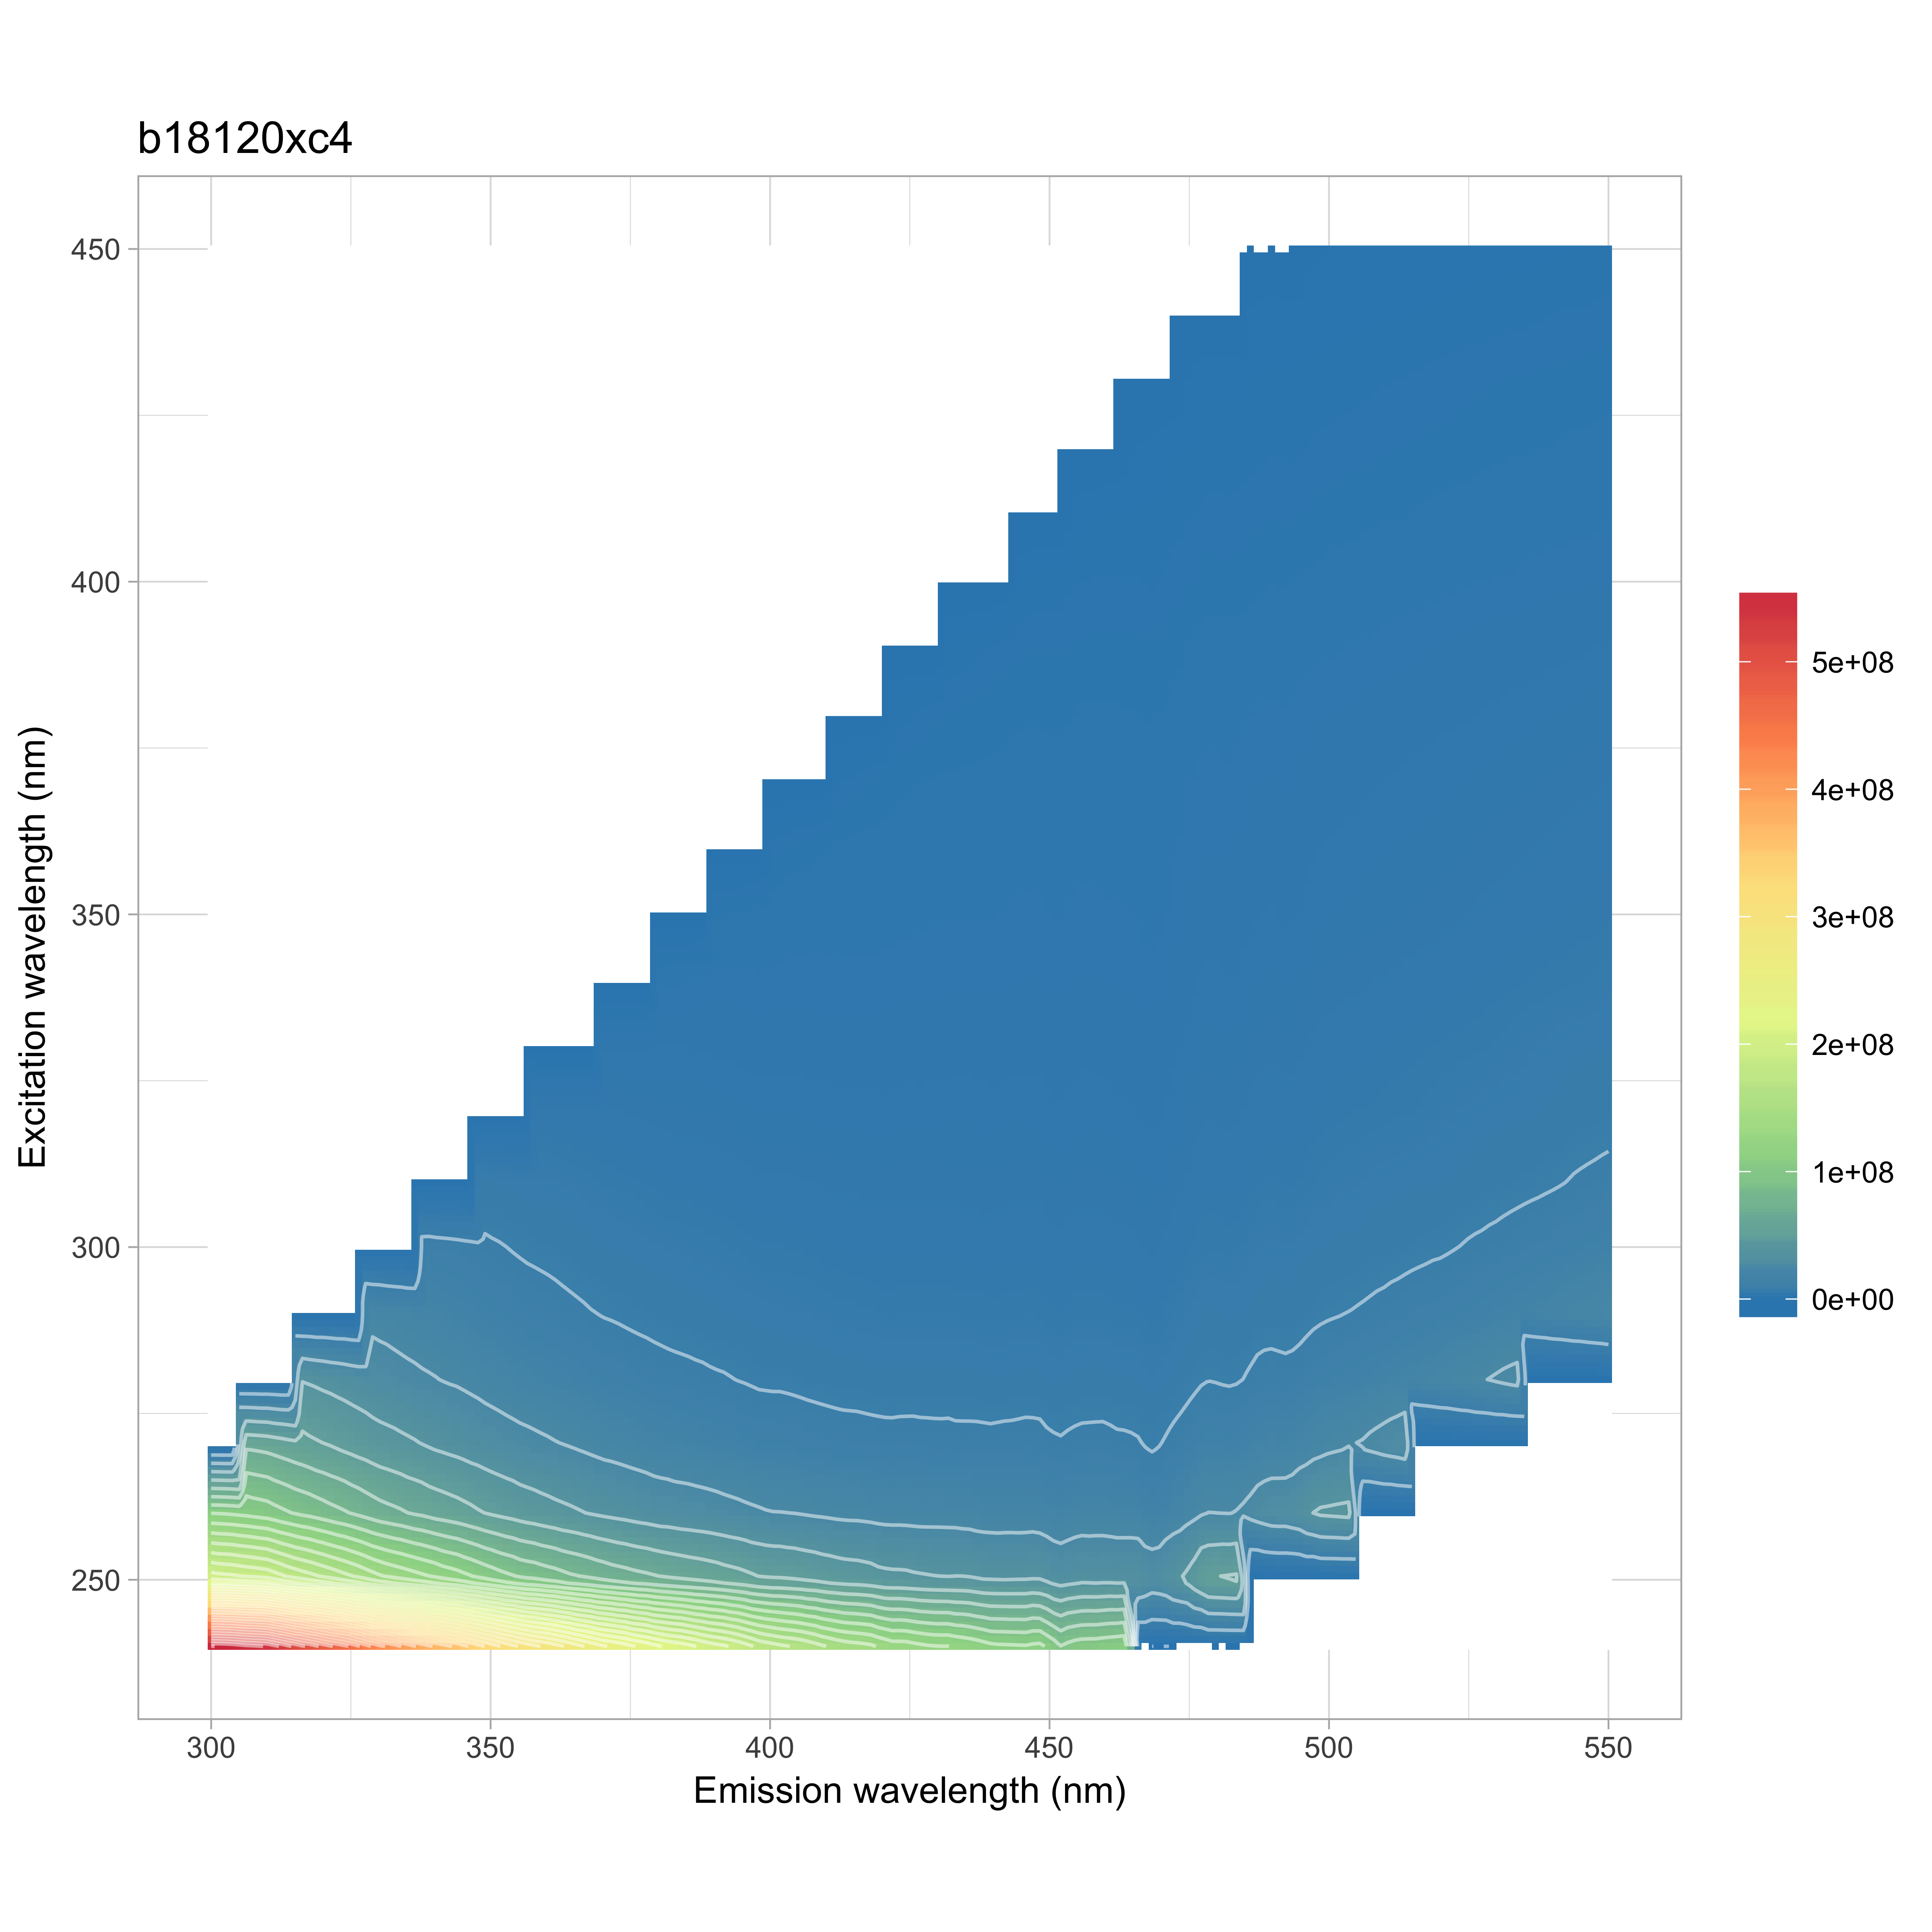 b18120xc4
450
400
350
300
250
Excitation wavelength (nm)
300
350
400
450
500
550
Emission wavelength (nm)
5e+08
4e+08
3e+08
2e+08
1e+08
0e+00